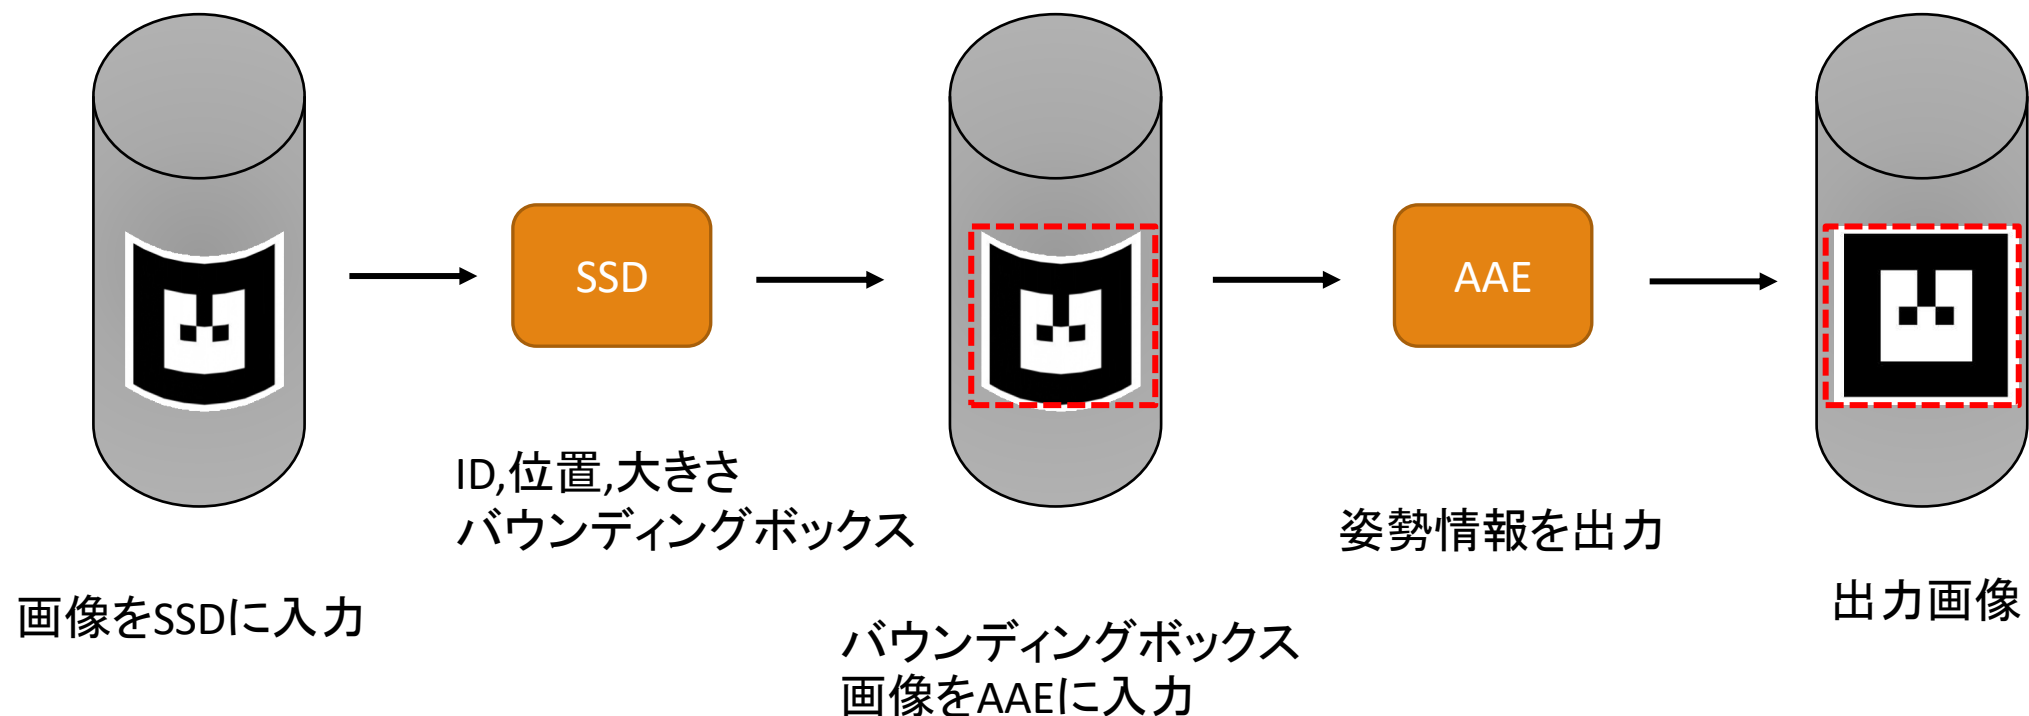 SSD
AAE
ID,位置,大きさ
バウンディングボックス
姿勢情報を出力
画像をSSDに入力
出力画像
バウンディングボックス
画像をAAEに入力